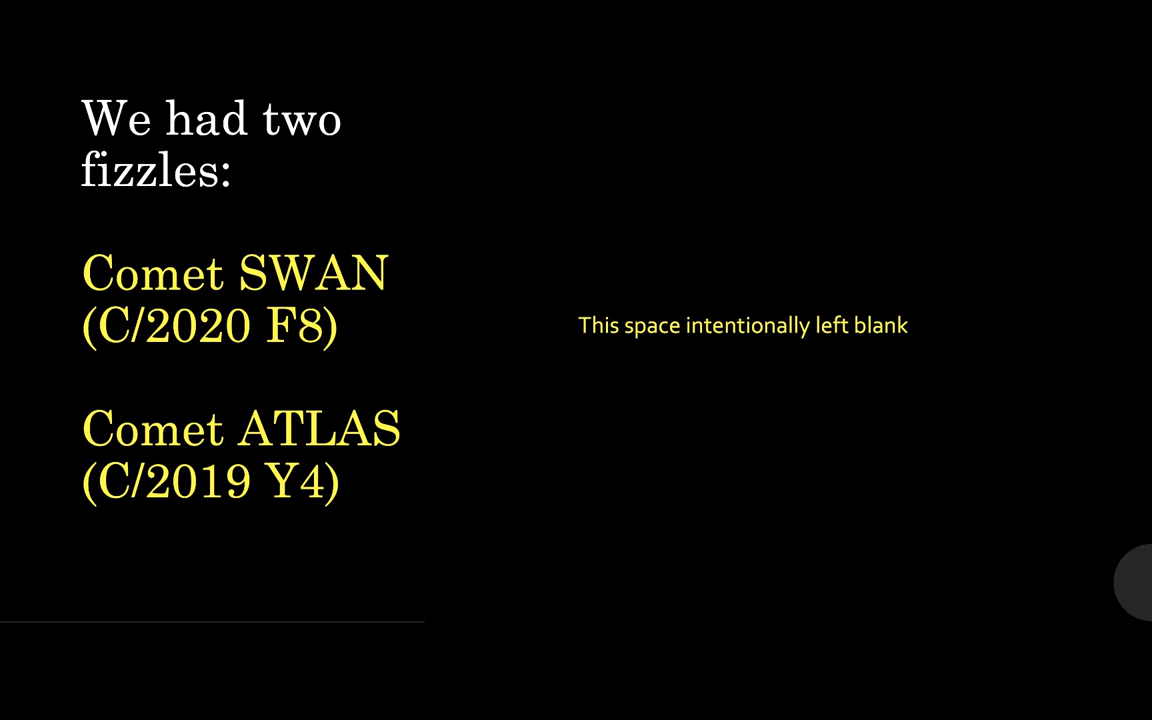 We had two
fizzles:
Comet SWAN
(C/2020 F8)
Comet ATLAS
(C/2019 Y4)
This space intentionally left blank